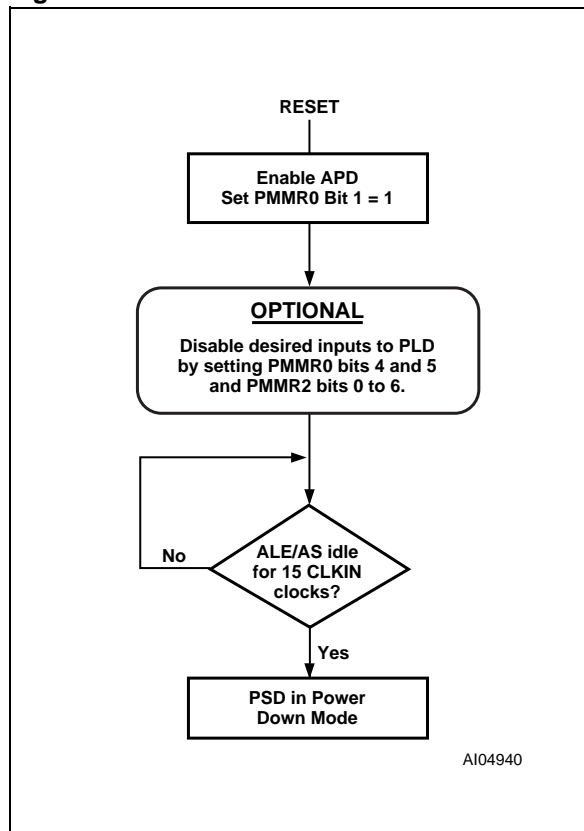 RESET
Enable APD
Set PMMR0 Bit 1 = 1
OPTIONAL
Disable desired inputs to PLD
by setting PMMR0 bits 4 and 5
and PMMR2 bits 0 to 6.
No
ALE/AS idle
for 15 CLKIN
clocks?
Yes
PSD in Power
Down Mode
AI04940